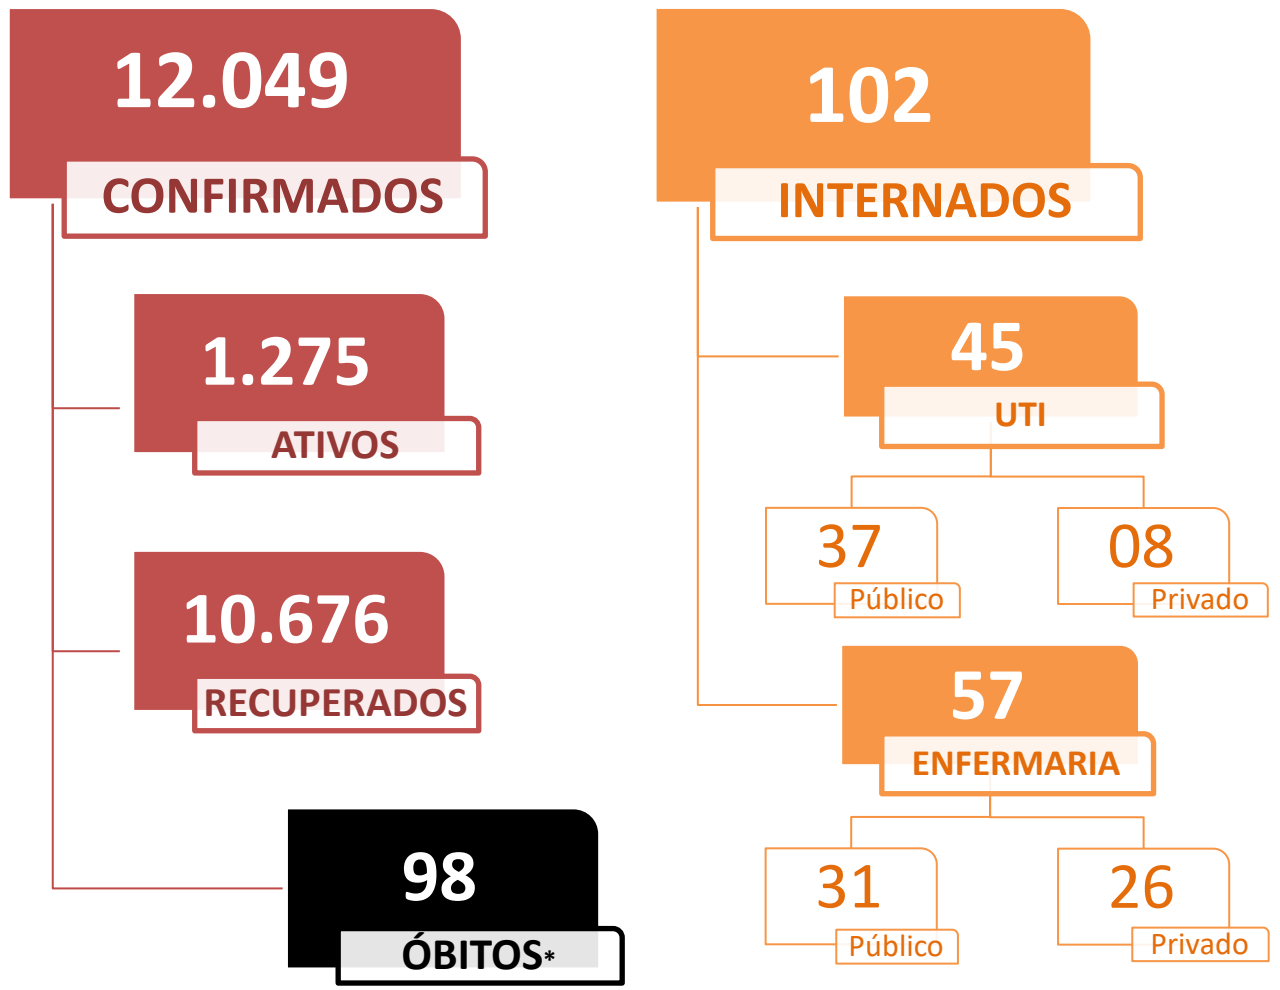 12.049
CONFIRMADOS
1.275
ATIVOS
10.676
RECUPERADOS
98
ÓBITOS*
102
INTERNADOS
45
UTI
37
Público
08
Privado
57
ENFERMARIA
31
Público
26
Privado